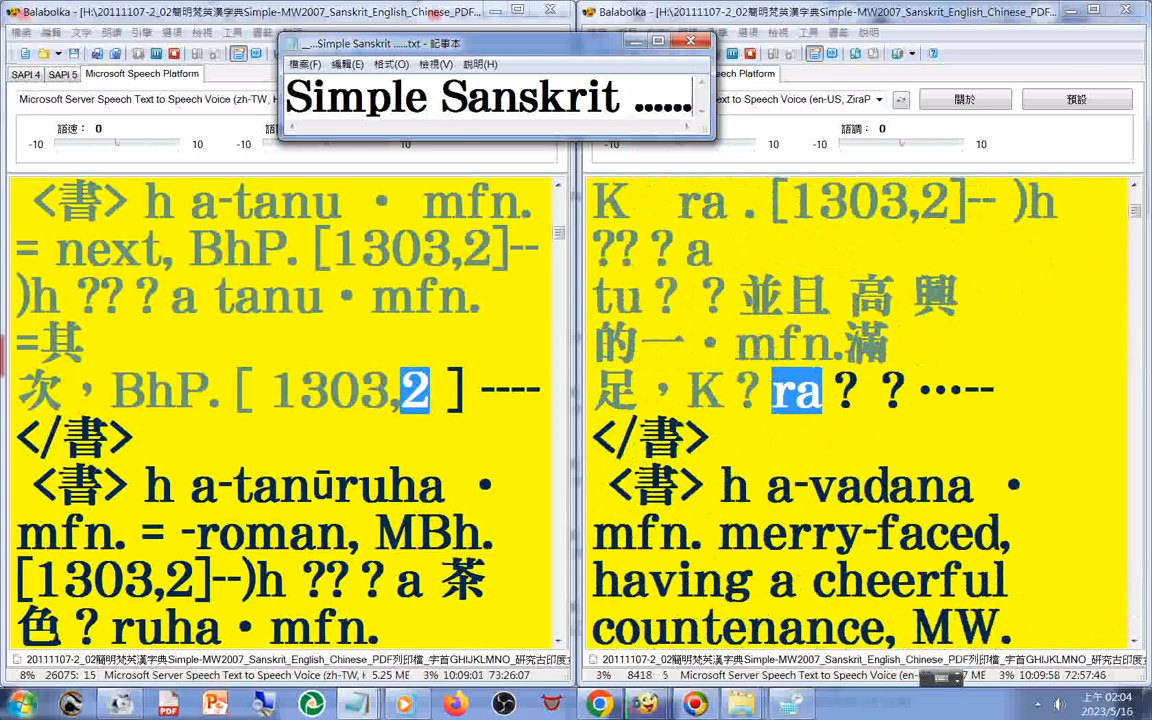 Balabolka - [H:\20111107-2_02簡明梵英漢字典Simple-MW2007_Sanskrit_English_Chinese_PDF...
SAPI 4 SAPI 5 Microsoft Speech Platform
Microsoft Server Speech Text to Speech Voice (zh-TW, H
語速： 0
-10 10 -10
<書> h a-tanu • mfn.
= next, BhP. [1303,2]--
)h ??？a tanu•mfn.
=其
次，BhP. [ 1303,2 ] ----
</書>
<書> h a-tanūruha •
mfn. = -roman, MBh.
[1303,2]--)h ??？a 茶
色？ruha•mfn.
20111107-2_02簡明梵英漢字典Simple-MW2007_Sanskrit_English_Chinese_PDF列印檔_字首GHIJKLMNO_研究古印度
8% 26075: 15 Microsoft Server Speech Text to Speech Voice (zh-TW, 5.25 ME 3% 10:09:01 73:26:07
__...Simple Sanskrit ......txt - 記事本
檔案(F) 編輯(E) 格式(O) 檢視(V) 說明(H)
Simple Sanskrit ......
10
Balabolka - [H:\20111107-2_02簡明梵英漢字典Simple-MW2007_Sanskrit_English_Chinese_PDF...
ch Platform
ext to Speech Voice (en-US, ZiraP
關於 預設
語調： 0
-10 10 -10 10
K ra . [1303,2]-- )h
??？a
tu？？並且 高 興
的一•mfn.滿
足，K？ra？？…--
</書>
<書> h a-vadana •
mfn. merry-faced,
having a cheerful
countenance, MW.
20111107-2_02簡明梵英漢字典Simple-MW2007_Sanskrit_English_Chinese_PDF列印檔_字首GHIJKLMNO_研究古印度
3% 8418: 5 Microsoft Server Speech Text to Speech Voice (en-US, ME 3% 10:09:58 72:57:46
上午 02:04
2023/5/16